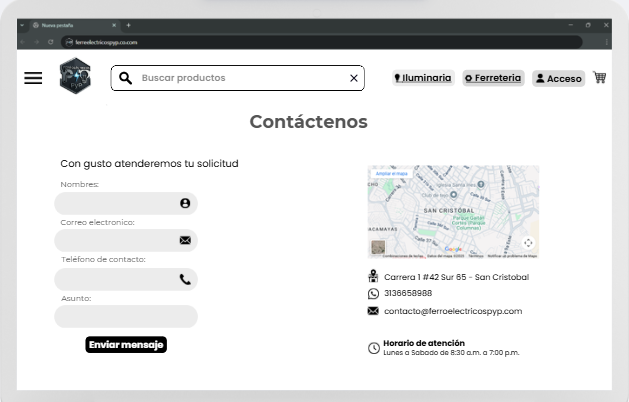 Nueva pestaña
ferroelectricospyp.co.com
PYP
Buscar productos
Iluminaria
Ferreteria
Acceso
Contáctenos
Con gusto atenderemos tu solicitud
Nombres:
Correo electronico:
Teléfono de contacto:
Asunto:
Enviar mensaje
Ampliar el mapa
SAN CRISTÓBAL
ACAMAYAS
Google
Carrera 1 #42 Sur 65 - San Cristobal
3136658988
contacto@ferroelectricospyp.com
Horario de atención
Lunes a Sabado de 8:30 a.m. a 7:00 p.m.